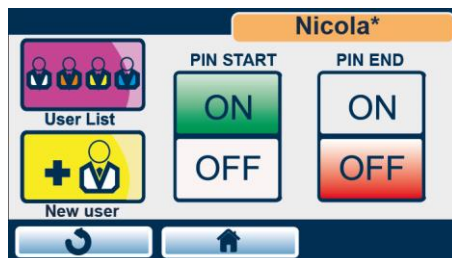 Nicola*
PIN START PIN END
ON ON
User List
OFF OFF
New user